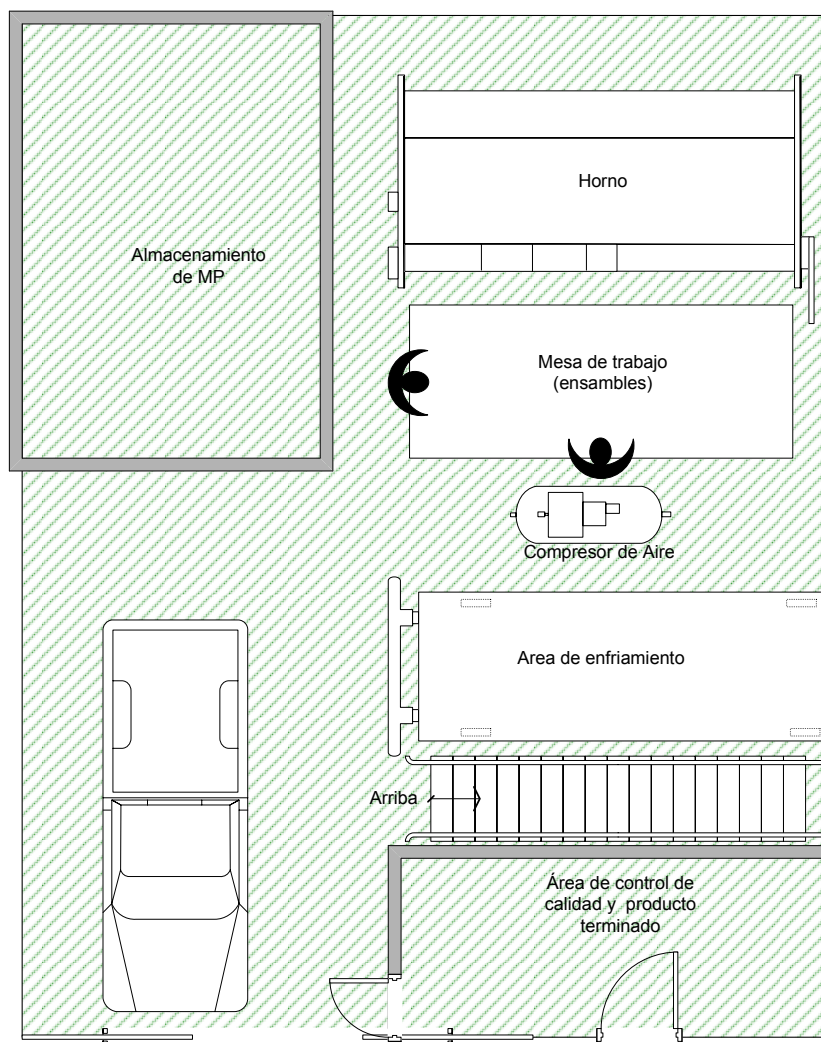 Horno
Almacenamiento
de MP
Mesa de trabajo
(ensambles)
Compresor de Aire
Area de enfriamiento
Arriba
Área de control de
calidad y producto
terminado